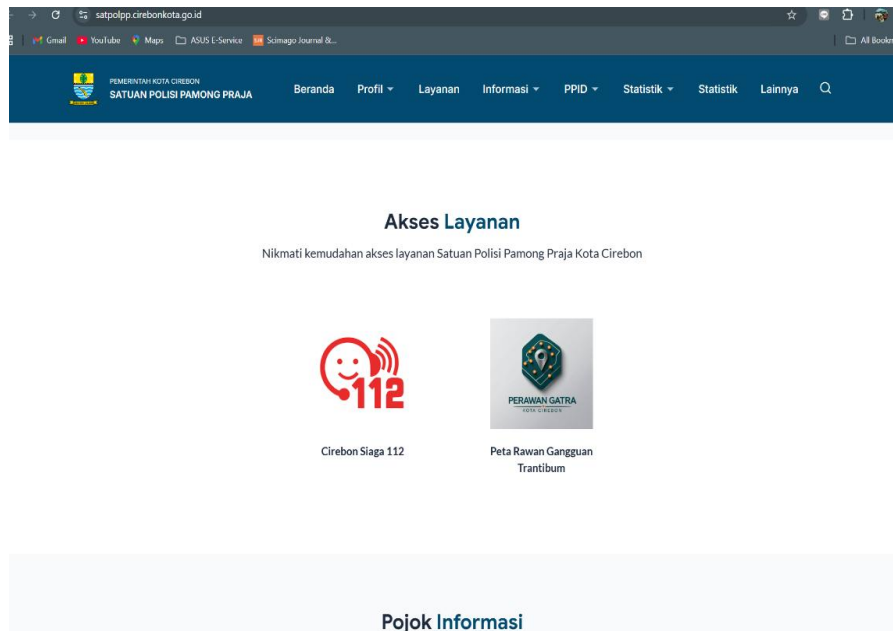 satpolpp.cirebonkota.go.id
Gmail YouTube Maps ASUS E-Service Scimago Journal &... All Bookm
PEMERINTAH KOTA CIREBON
SATUAN POLISI PAMONG PRAJA
Beranda Profil Layanan Informasi PPID Statistik Statistik Lainnya
Akses Layanan
Nikmati kemudahan akses layanan Satuan Polisi Pamong Praja Kota Cirebon
112
PERAWAN GATRA
KOTA CIREBON
Cirebon Siaga 112
Peta Rawan Gangguan
Trantibum
Pojok Informasi